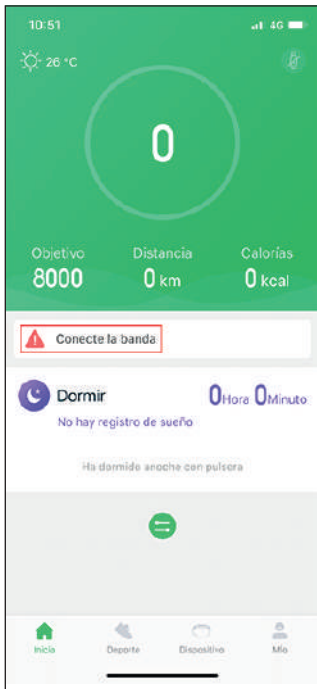 10:51 4G
26 °C
0
Objetivo Distancia Calorías
8000 0 km 0 kcal
Conecte la banda
Dormir 0Hora 0Minuto
No hay registro de sueño
Ha dormido anoche con pulsera
Inicio Deporte Dispositivo Mío